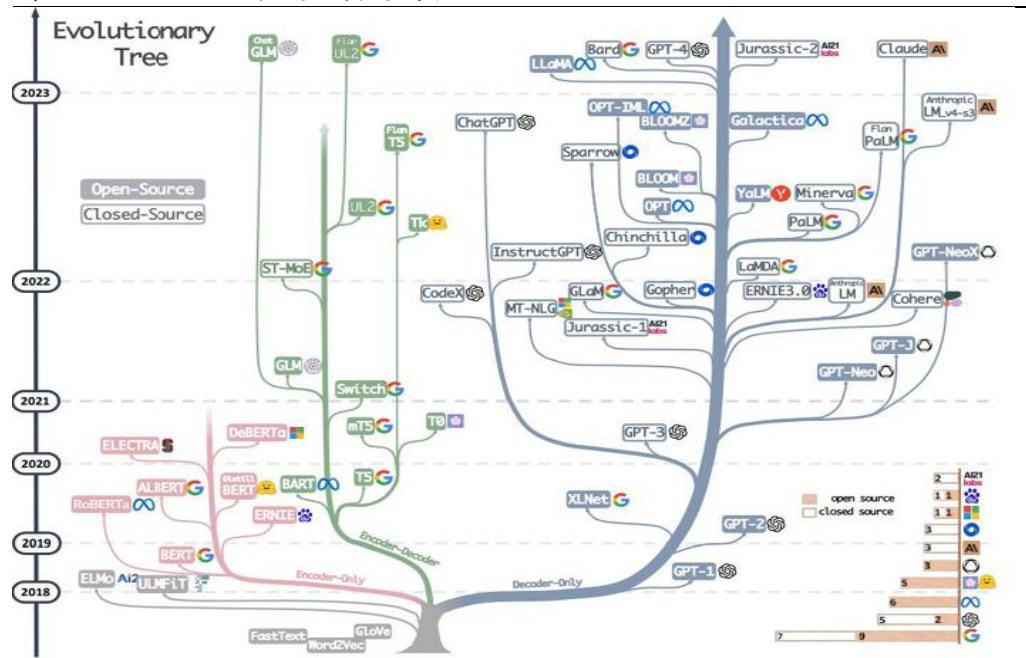 Evolutionary
Tree
Open-Source
Closed-Source
2023
2022
2021
2020
2019
2018
Chat
GLM
Flan
UL2
Flan
T5
UL2
Tk
ST-MoE
GLM
Switch
mT5
T0
BART
T5
Encoder-Decoder
ELECTRA
DeBERTa
ALBERT
Distill
BERT
RoBERTa
ERNIE
BERT
Encoder-Only
ELMo
Ai2
ULMFiT
FastText
Word2Vec
GloVe
Decoder-Only
Bard
GPT-4
Jurassic-2
AI21
labs
Claude
A\
LLaMA
ChatGPT
OPT-IML
BLOOMZ
Galactica
Anthropic
LM_v4-s3
A\
Flan
PaLM
Sparrow
BLOOM
YaLM
Y
Minerva
OPT
PaLM
Chinchilla
InstructGPT
GPT-NeoX
LaMDA
CodeX
GLaM
Gopher
ERNIE3.0
Anthropic
LM
A\
MT-NLG
Cohere
Jurassic-1
AI21
labs
GPT-J
GPT-Neo
GPT-3
XLNet
GPT-2
GPT-1
open source
closed source
2 AI21
labs
1 1
1 1
3
3 A\
3
5
6
5 2
7 9